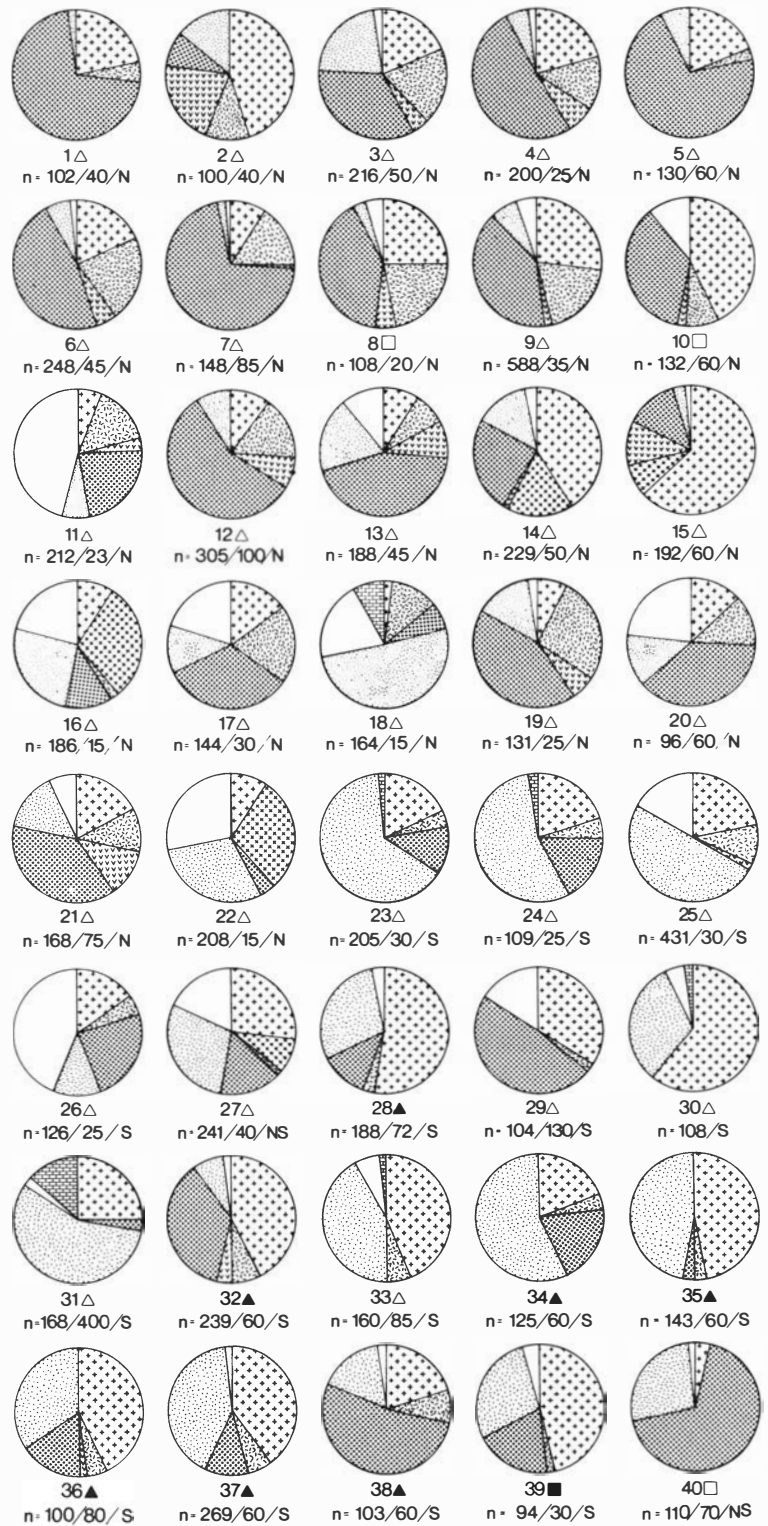 1△ 2△ 3△ 4△ 5△
n= 102/40/N n= 100/40/N n= 216/50/N n= 200/25/N n= 130/60/N
6△ 7△ 8□ 9△ 10□
n= 248/45/N n= 148/85/N n= 108/20/N n= 588/35/N n= 132/60/N
11△ 12△ 13△ 14△ 15△
n= 212/23/N n= 305/100/N n= 188/45/N n= 229/50/N n= 192/60/N
16△ 17△ 18△ 19△ 20△
n= 186/15/N n= 144/30/N n= 164/15/N n= 131/25/N n= 96/60/N
21△ 22△ 23△ 24△ 25△
n= 168/75/N n= 208/15/N n= 205/30/S n= 109/25/S n= 431/30/S
26△ 27△ 28▲ 29△ 30△
n= 126/25/S n= 241/40/NS n= 188/72/S n= 104/130/S n= 108/S
31△ 32▲ 33△ 34▲ 35▲
n= 168/400/S n= 239/60/S n= 160/85/S n= 125/60/S n= 143/60/S
36▲ 37▲ 38▲ 39■ 40□
n= 100/80/S n= 269/60/S n= 103/60/S n= 94/30/S n= 110/70/NS